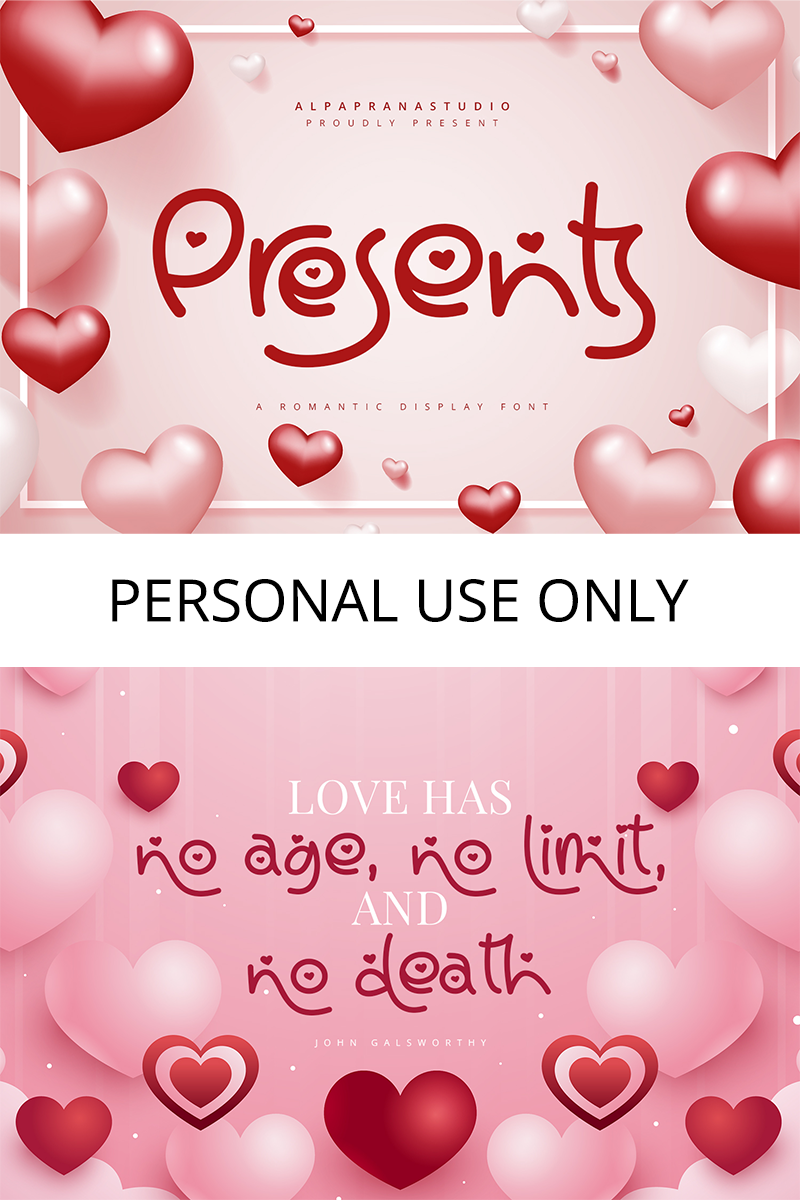 ALPAPRANASTUDIO
PROUDLY PRESENT
Presents
A ROMANTIC DISPLAY FONT
PERSONAL USE ONLY
LOVE HAS
no age, no limit,
AND
no death
JOHN GALSWORTHY